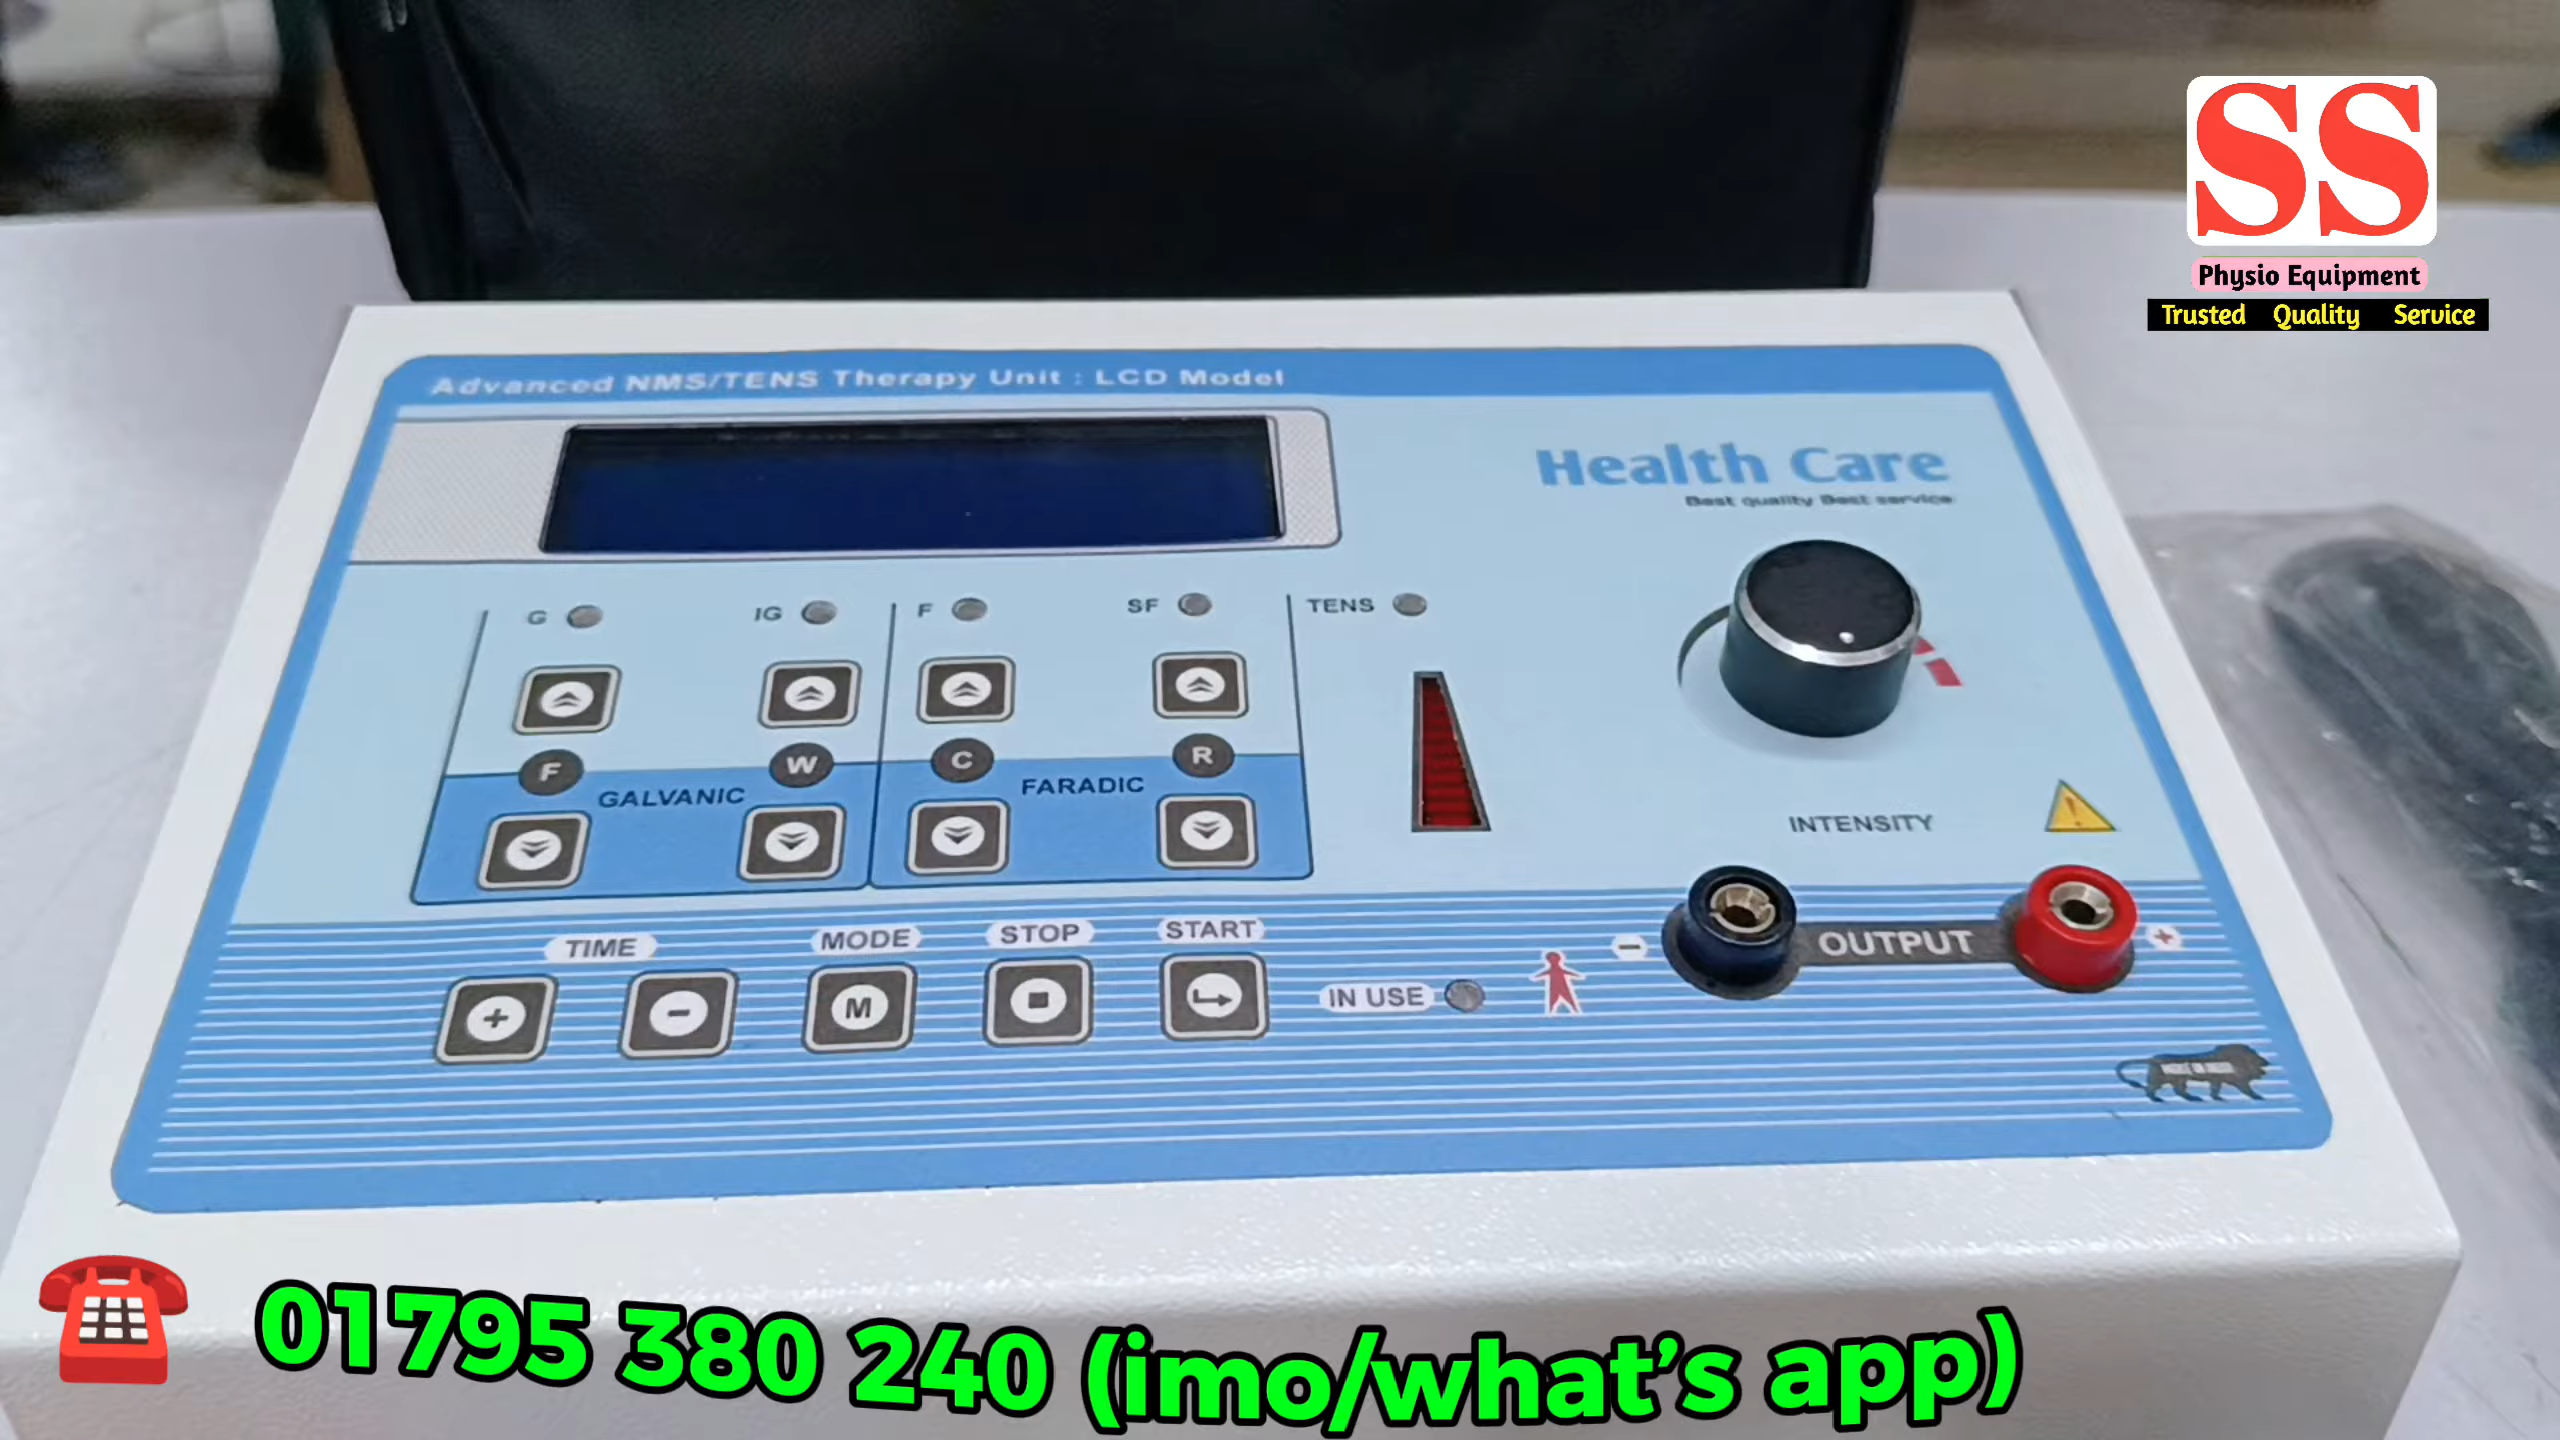 SS
Physio Equipment
Trusted Quality Service
Advanced NMS/TENS Therapy Unit : LCD Model
Health Care
Best quality Best service
G IG F SF TENS
F W C R
GALVANIC FARADIC
INTENSITY
TIME MODE STOP START
+ - M
IN USE
- OUTPUT +
01795 380 240 (imo/what's app)